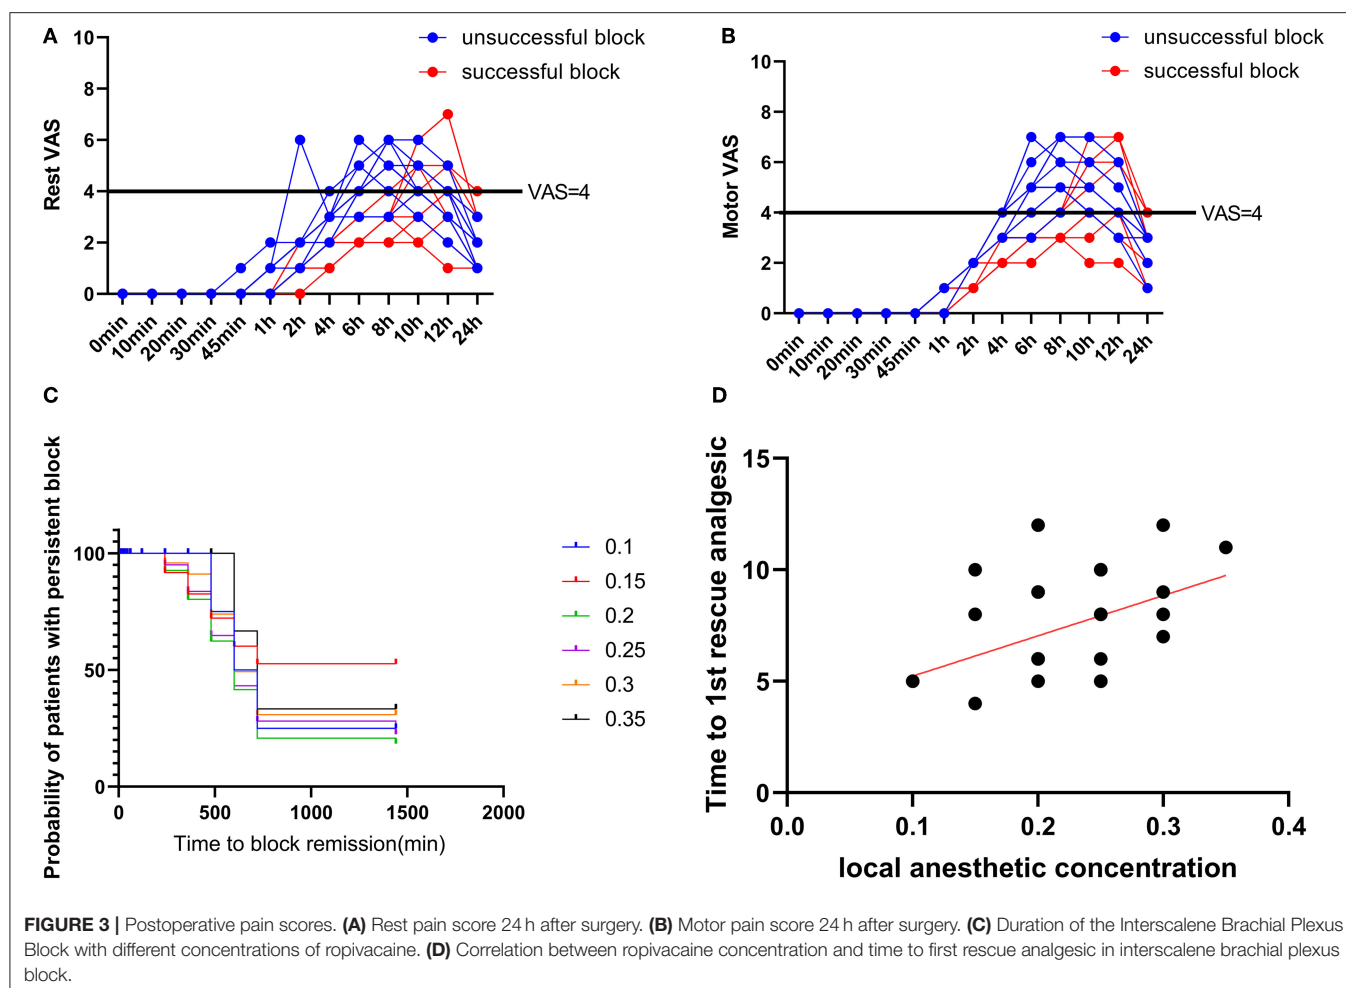 A
unsuccessful block
successful block
Rest VAS
10
8
6
4
2
0
VAS=4
0min
10min
20min
30min
45min
1h
2h
4h
6h
8h
10h
12h
24h
B
unsuccessful block
successful block
Motor VAS
10
8
6
4
2
0
VAS=4
0min
10min
20min
30min
45min
1h
2h
4h
6h
8h
10h
12h
24h
C
Probability of patients with persistent block
100
50
0
0 500 1000 1500 2000
Time to block remission(min)
0.1
0.15
0.2
0.25
0.3
0.35
D
Time to 1st rescue analgesic
15
10
5
0
0.0 0.1 0.2 0.3 0.4
local anesthetic concentration
FIGURE 3 | Postoperative pain scores. (A) Rest pain score 24 h after surgery. (B) Motor pain score 24 h after surgery. (C) Duration of the Interscalene Brachial Plexus
Block with different concentrations of ropivacaine. (D) Correlation between ropivacaine concentration and time to first rescue analgesic in interscalene brachial plexus
block.